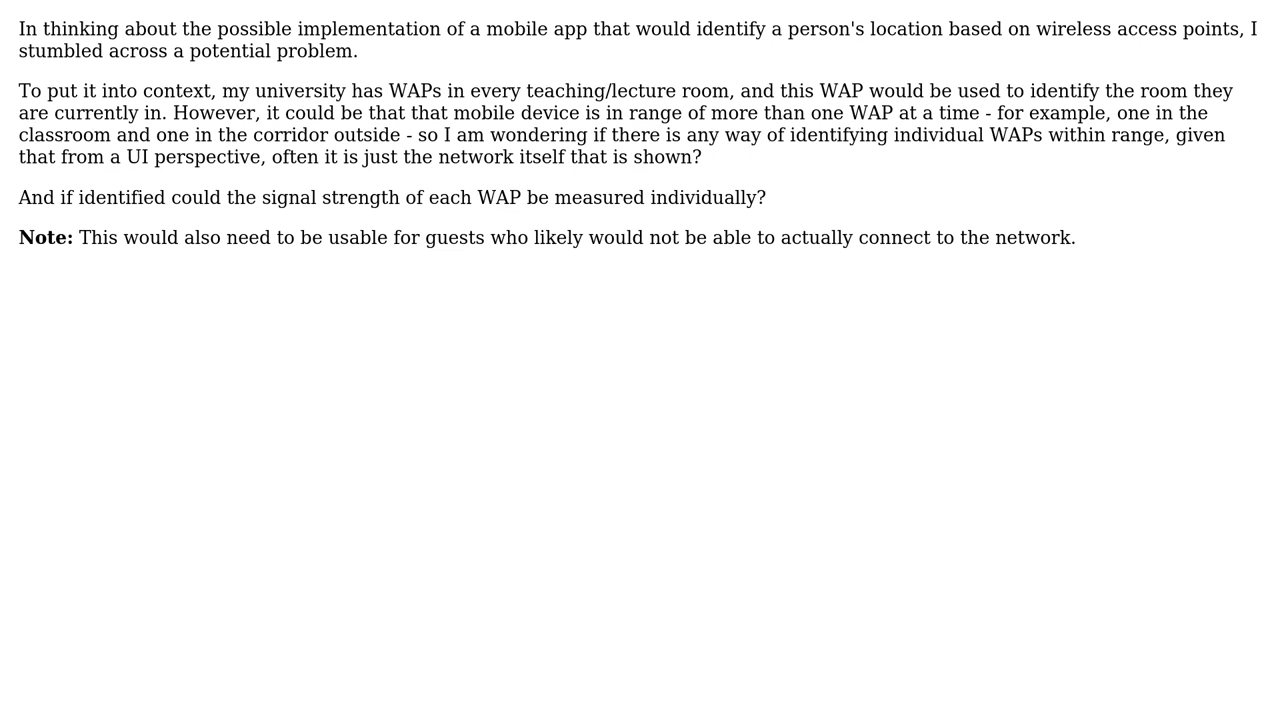 In thinking about the possible implementation of a mobile app that would identify a person's location based on wireless access points, I
stumbled across a potential problem.
To put it into context, my university has WAPs in every teaching/lecture room, and this WAP would be used to identify the room they
are currently in. However, it could be that that mobile device is in range of more than one WAP at a time - for example, one in the
classroom and one in the corridor outside - so I am wondering if there is any way of identifying individual WAPs within range, given
that from a UI perspective, often it is just the network itself that is shown?
And if identified could the signal strength of each WAP be measured individually?
Note: This would also need to be usable for guests who likely would not be able to actually connect to the network.